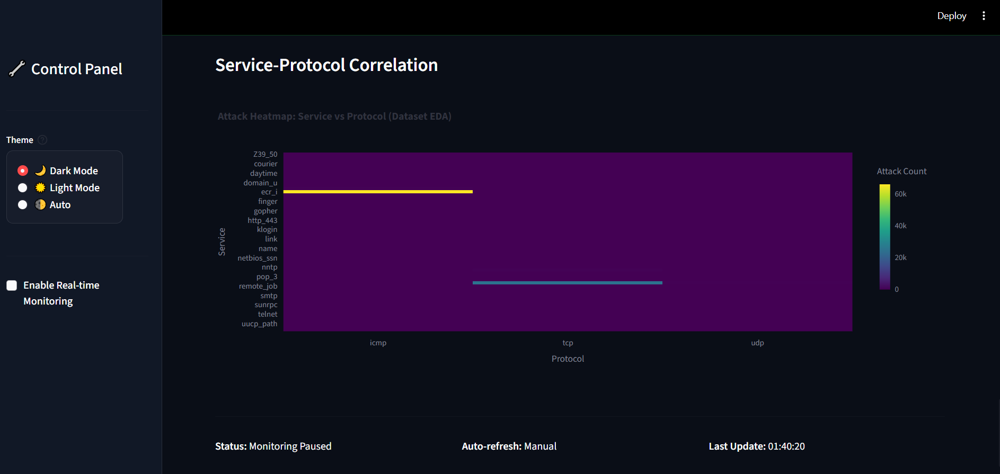 Deploy
Control Panel
Theme
Dark Mode
Light Mode
Auto
Enable Real-time
Monitoring
Service-Protocol Correlation
Attack Heatmap: Service vs Protocol (Dataset EDA)
Service
Z39_50
courier
daytime
domain_u
ecr_i
finger
gopher
http_443
klogin
link
name
netbios_ssn
nntp
pop_3
remote_job
smtp
sunrpc
telnet
uucp_path
icmp
tcp
udp
Protocol
Attack Count
60k
40k
20k
0
Status: Monitoring Paused
Auto-refresh: Manual
Last Update: 01:40:20